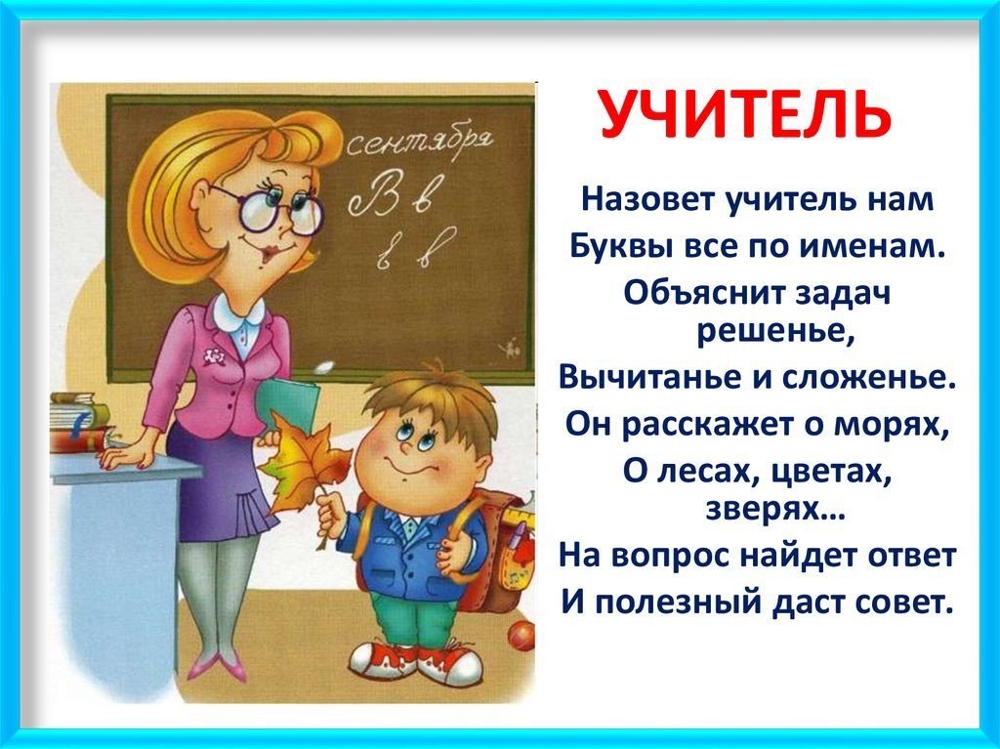 сентября
В в
в в
УЧИТЕЛЬ
Назовет учитель нам
Буквы все по именам.
Объяснит задач
решенье,
Вычитанье и сложенье.
Он расскажет о морях,
О лесах, цветах,
зверях...
На вопрос найдет ответ
И полезный даст совет.